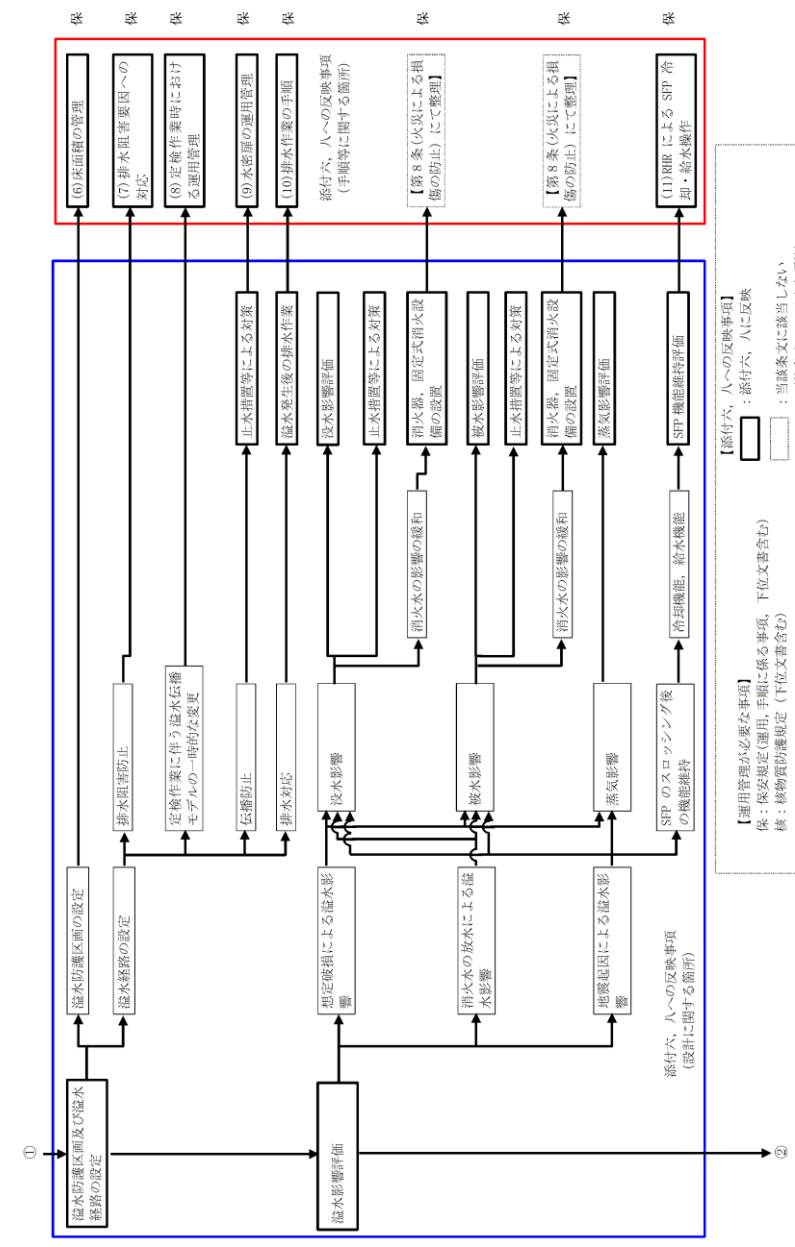 ①
溢水防護区画及び溢水
経路の設定
溢水影響評価
②
溢水防護区画の設定
溢水経路の設定
想定破損による溢水影
響
消火水の放水による溢
水影響
地震起因による溢水影
響
添付六，八への反映事項
(設計に関する箇所)
排水阻害防止
定検作業に伴う溢水伝播
モデルの一時的な変更
伝播防止
排水対応
没水影響
被水影響
蒸気影響
SFP のスロッシング後
の機能維持
消火水の影響の緩和
消火水の影響の緩和
冷却機能，給水機能
止水措置等による対策
溢水発生後の排水作業
没水影響評価
止水措置等による対策
消火器，固定式消火設
備の設置
被水影響評価
止水措置等による対策
消火器，固定式消火設
備の設置
蒸気影響評価
SFP 機能維持評価
(6)床面積の管理
(7)排水阻害要因への
対応
(8)定検作業時におけ
る運用管理
(9)水密扉の運用管理
(10)排水作業の手順
添付六，八への反映事項
(手順等に関する箇所)
【第 8 条(火災による損
傷の防止)】にて整理
【第 8 条(火災による損
傷の防止)】にて整理
(11)RHR による SFP 冷
却・給水操作
保
保
保
保
保
保
保
保
【運用管理が必要な事項】
保：保安規定(運用,手順に係る事項，下位文書含む)
核：核物質防護規定（下位文書含む）
【添付六，八への反映事項】
：添付六，八に反映
：当該条文に該当しない